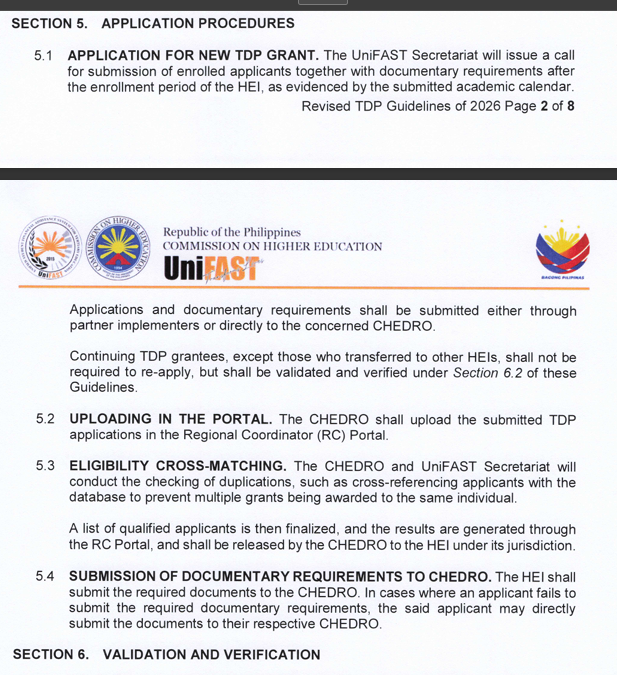 SECTION 5. APPLICATION PROCEDURES
5.1 APPLICATION FOR NEW TDP GRANT. The UniFAST Secretariat will issue a call
for submission of enrolled applicants together with documentary requirements after
the enrollment period of the HEI, as evidenced by the submitted academic calendar.
Revised TDP Guidelines of 2026 Page 2 of 8
Republic of the Philippines
COMMISSION ON HIGHER EDUCATION
UniFAST
BAGONG PILIPINAS
Applications and documentary requirements shall be submitted either through
partner implementers or directly to the concerned CHEDRO.
Continuing TDP grantees, except those who transferred to other HEIs, shall not be
required to re-apply, but shall be validated and verified under Section 6.2 of these
Guidelines.
5.2 UPLOADING IN THE PORTAL. The CHEDRO shall upload the submitted TDP
applications in the Regional Coordinator (RC) Portal.
5.3 ELIGIBILITY CROSS-MATCHING. The CHEDRO and UniFAST Secretariat will
conduct the checking of duplications, such as cross-referencing applicants with the
database to prevent multiple grants being awarded to the same individual.
A list of qualified applicants is then finalized, and the results are generated through
the RC Portal, and shall be released by the CHEDRO to the HEI under its jurisdiction.
5.4 SUBMISSION OF DOCUMENTARY REQUIREMENTS TO CHEDRO. The HEI shall
submit the required documents to the CHEDRO. In cases where an applicant fails to
submit the required documentary requirements, the said applicant may directly
submit the documents to their respective CHEDRO.
SECTION 6. VALIDATION AND VERIFICATION